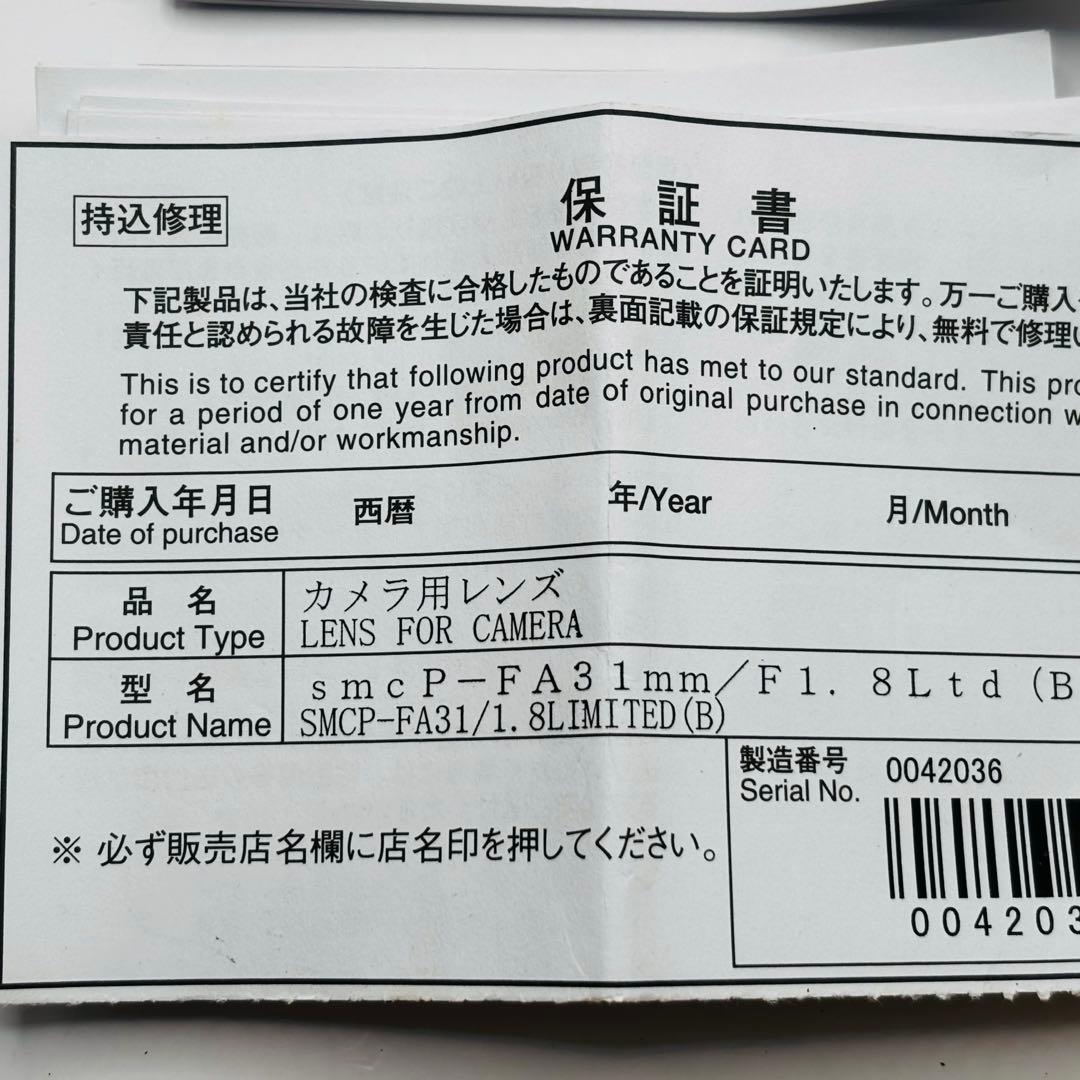 持込修理
保証書
WARRANTY CARD
下記製品は、当社の検査に合格したものであることを証明いたします。万一ご購入
責任と認められる故障を生じた場合は、裏面記載の保証規定により、無料で修理い
This is to certify that following product has met to our standard. This pro
for a period of one year from date of original purchase in connection w
material and/or workmanship.
ご購入年月日 西暦 年/Year 月/Month
Date of purchase
品名 カメラ用レンズ
Product Type LENS FOR CAMERA
型名 ｓｍｃＰ－ＦＡ３１ｍｍ／Ｆ１．８Ｌｔｄ（Ｂ
Product Name SMCP-FA31/1.8LIMITED(B)
製造番号 0042036
Serial No.
※ 必ず販売店名欄に店名印を押してください。
004203